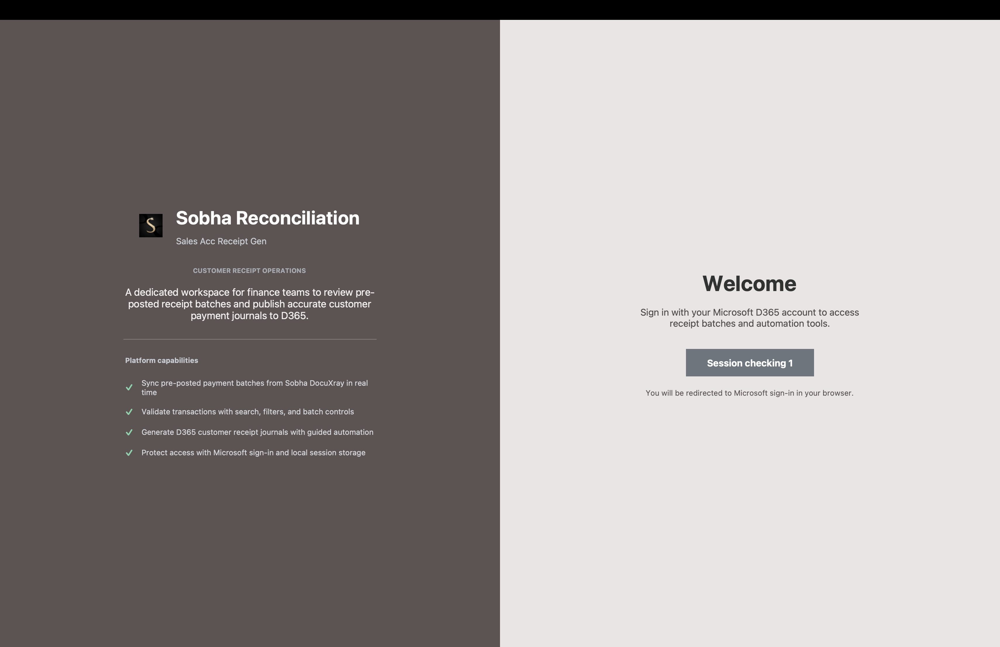 S
Sobha Reconciliation
Sales Acc Receipt Gen
CUSTOMER RECEIPT OPERATIONS
A dedicated workspace for finance teams to review pre-
posted receipt batches and publish accurate customer
payment journals to D365.
Platform capabilities
Sync pre-posted payment batches from Sobha DocuXray in real
time
Validate transactions with search, filters, and batch controls
Generate D365 customer receipt journals with guided automation
Protect access with Microsoft sign-in and local session storage
Welcome
Sign in with your Microsoft D365 account to access
receipt batches and automation tools.
Session checking 1
You will be redirected to Microsoft sign-in in your browser.